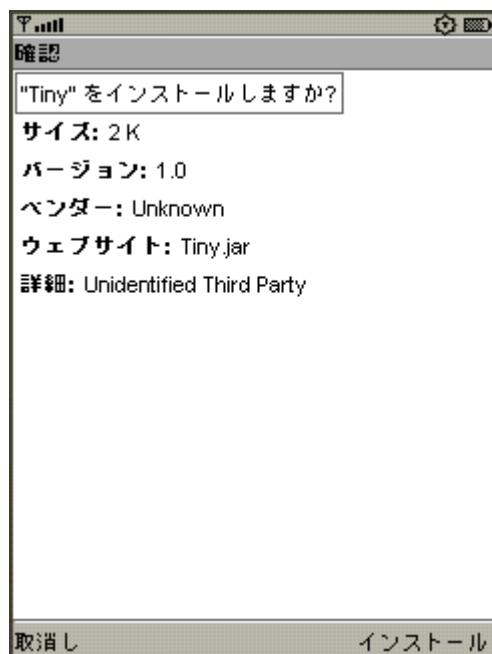 確認
"Tiny" をインストールしますか?
サイズ: 2 K
バージョン: 1.0
ベンダー: Unknown
ウェブサイト: Tiny.jar
詳細: Unidentified Third Party
取消し インストール